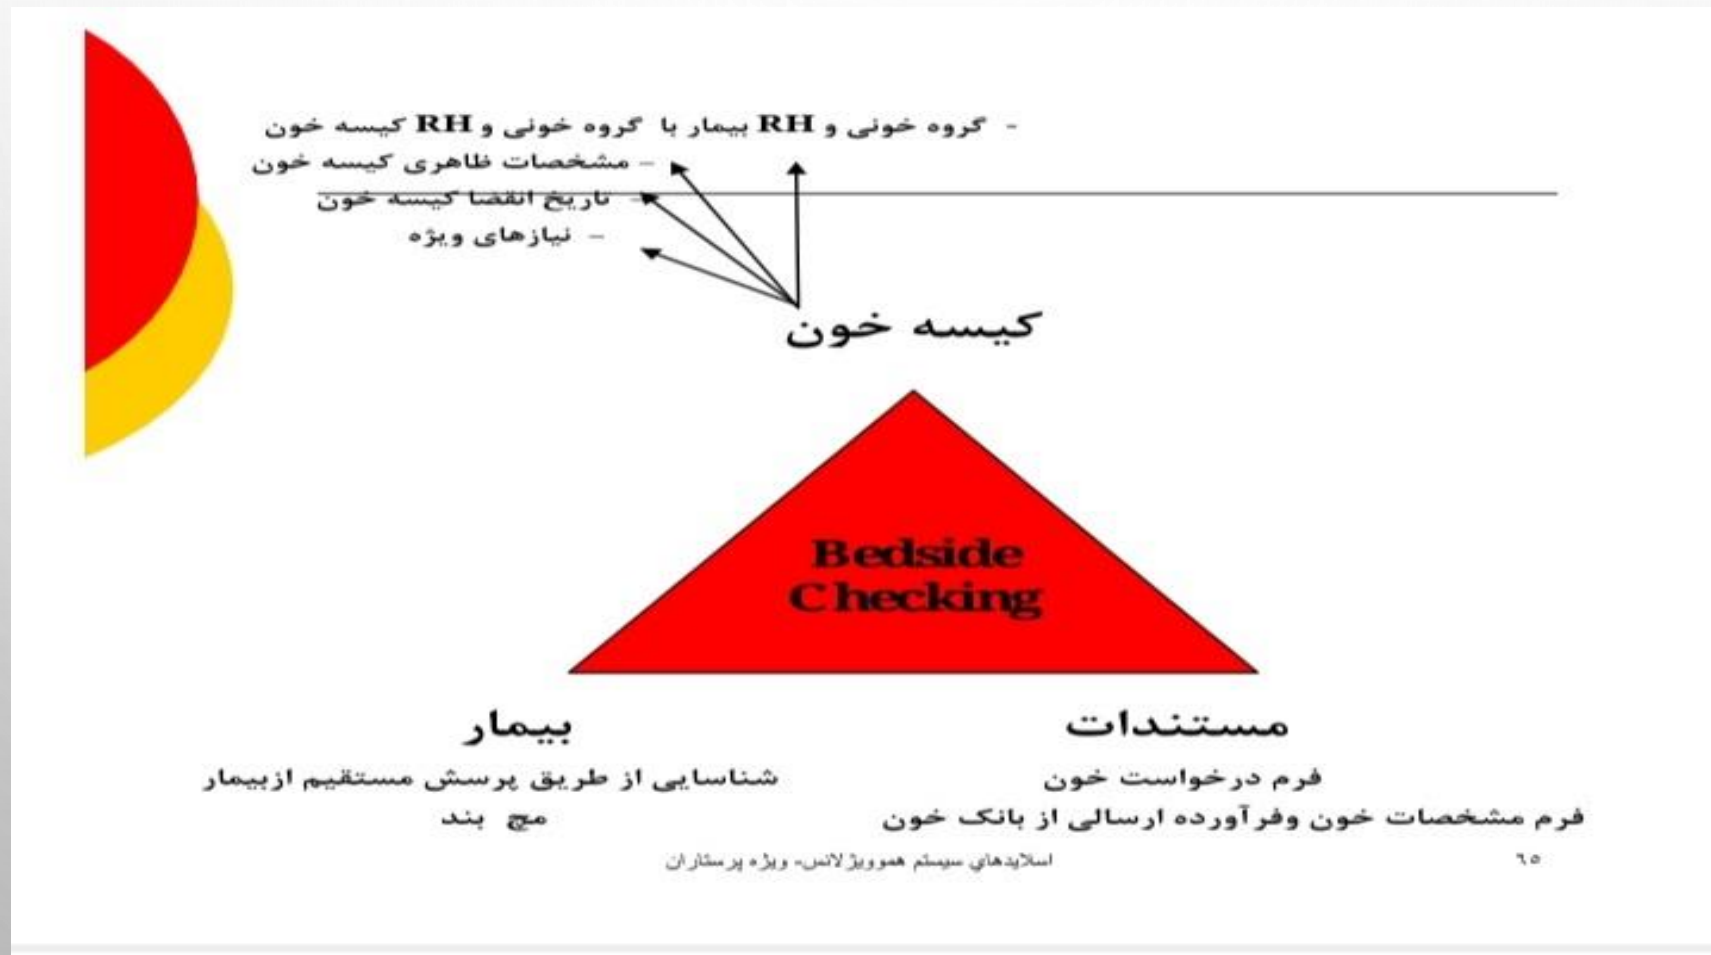 - گروه خونی و RH بیمار با گروه خونی و RH کیسه خون
– مشخصات ظاهری کیسه خون
– تاریخ انقضا کیسه خون
– نیازهای ویژه
کیسه خون
Bedside
Checking
مستندات
فرم درخواست خون
فرم مشخصات خون وفرآورده ارسالی از بانک خون
بیمار
شناسایی از طریق پرسش مستقیم ازبیمار
مچ بند
اسلایدهاي سیستم هموویژلانس- ویژه پرستاران
٦٥